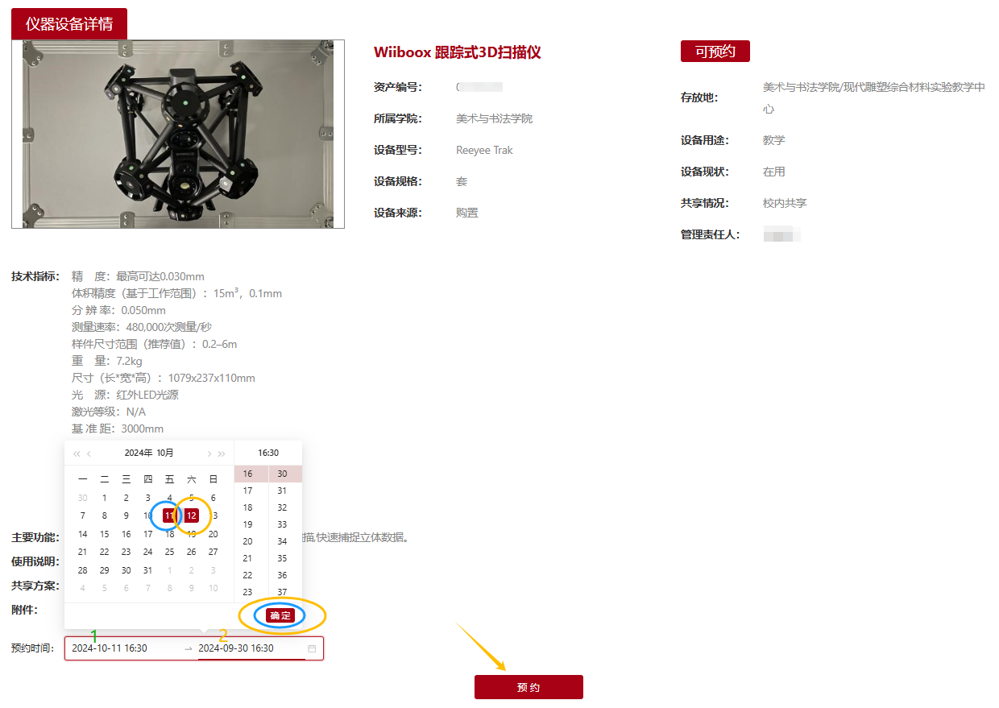 仪器设备详情
Wiiboox 跟踪式3D扫描仪
可预约
资产编号：
所属学院： 美术与书法学院
设备型号： Reeyee Trak
设备规格： 套
设备来源： 购置
存放地： 美术与书法学院/现代雕塑综合材料实验教学中
心
设备用途： 教学
设备现状： 在用
共享情况： 校内共享
管理责任人：
技术指标： 精 度：最高可达0.030mm
体积精度（基于工作范围）：15m³，0.1mm
分 辨 率：0.050mm
测量速率：480,000次测量/秒
样件尺寸范围（推荐值）：0.2–6m
重 量：7.2kg
尺寸（长*宽*高）：1079x237x110mm
光 源：红外LED光源
激光等级：N/A
基 准 距：3000mm
« ‹ 2024年 10月 › » 16:30
一 二 三 四 五 六 日
30 1 2 3 4 5 6
7 8 9 10 11 12 13
14 15 16 17 18 19 20
21 22 23 24 25 26 27
28 29 30 31 1 2 3
4 5 6 7 8 9 10
16 30
17 31
18 32
19 33
20 34
21 35
22 36
23 37
确定
主要功能： 描,快速捕捉立体数据。
使用说明：
共享方案：
附件：
1 2
预约时间： 2024-10-11 16:30 → 2024-09-30 16:30
预 约